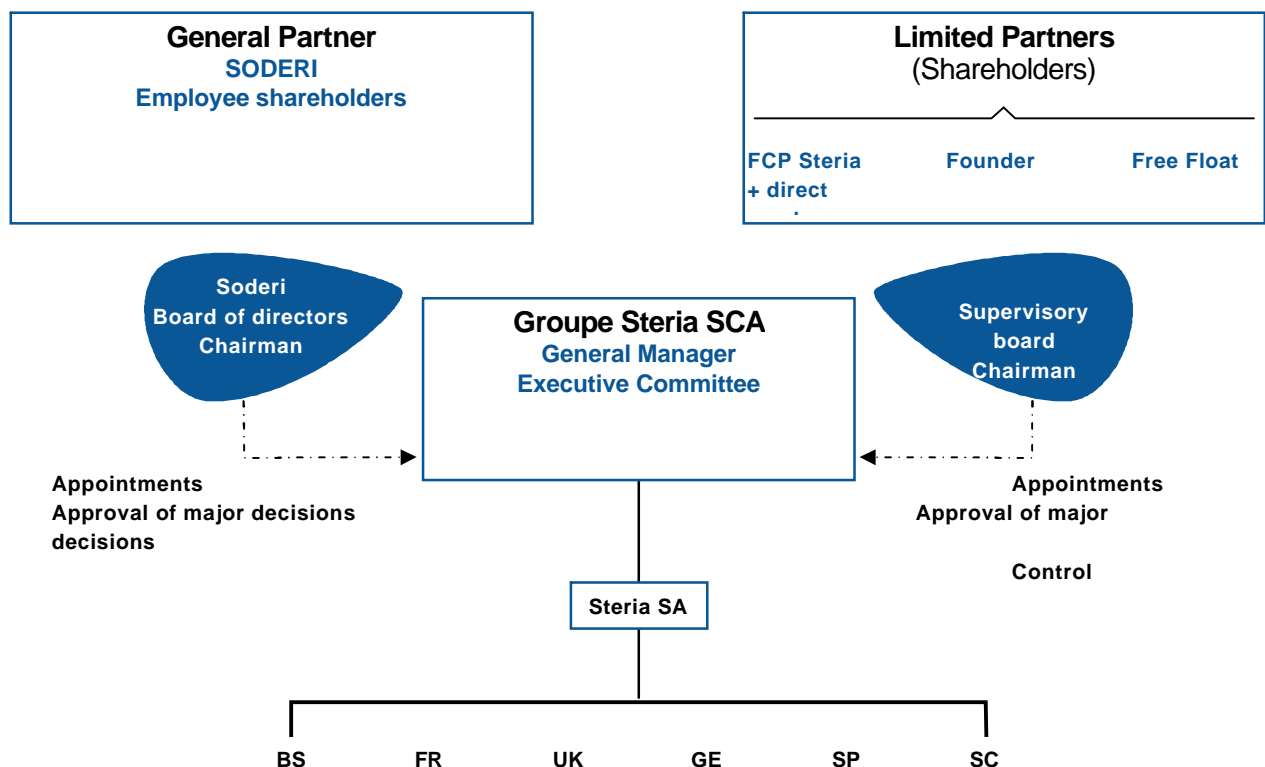 General Partner
SODERI
Employee shareholders
Limited Partners
(Shareholders)
FCP Steria
+ direct
Founder
Free Float
Soderi
Board of directors
Chairman
Groupe Steria SCA
General Manager
Executive Committee
Supervisory
board
Chairman
Appointments
Approval of major decisions
decisions
Appointments
Approval of major
Control
Steria SA
BS FR UK GE SP SC